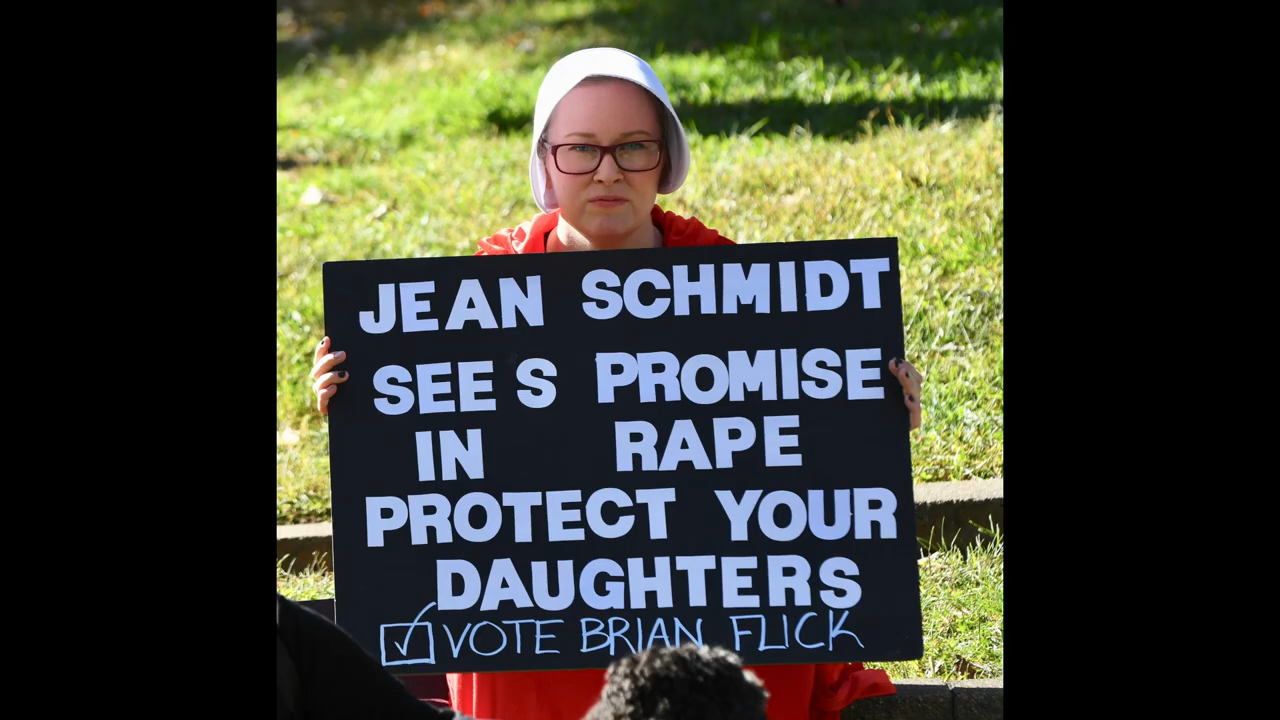 JEAN SCHMIDT
SEES PROMISE
IN RAPE
PROTECT YOUR
DAUGHTERS
VOTE BRIAN FLICK